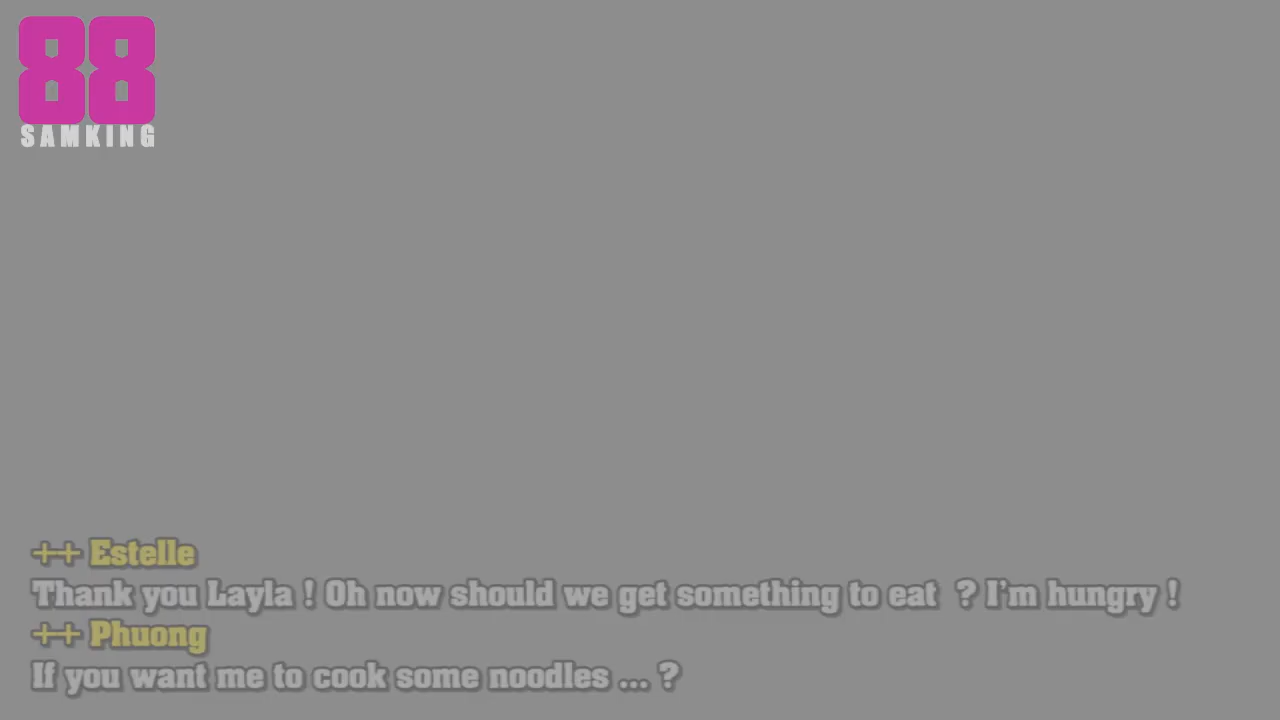 88
SAMKING
++ Estelle
Thank you Layla ! Oh now should we get something to eat  ? I'm hungry !
++ Phuong
If you want me to cook some noodles ... ?